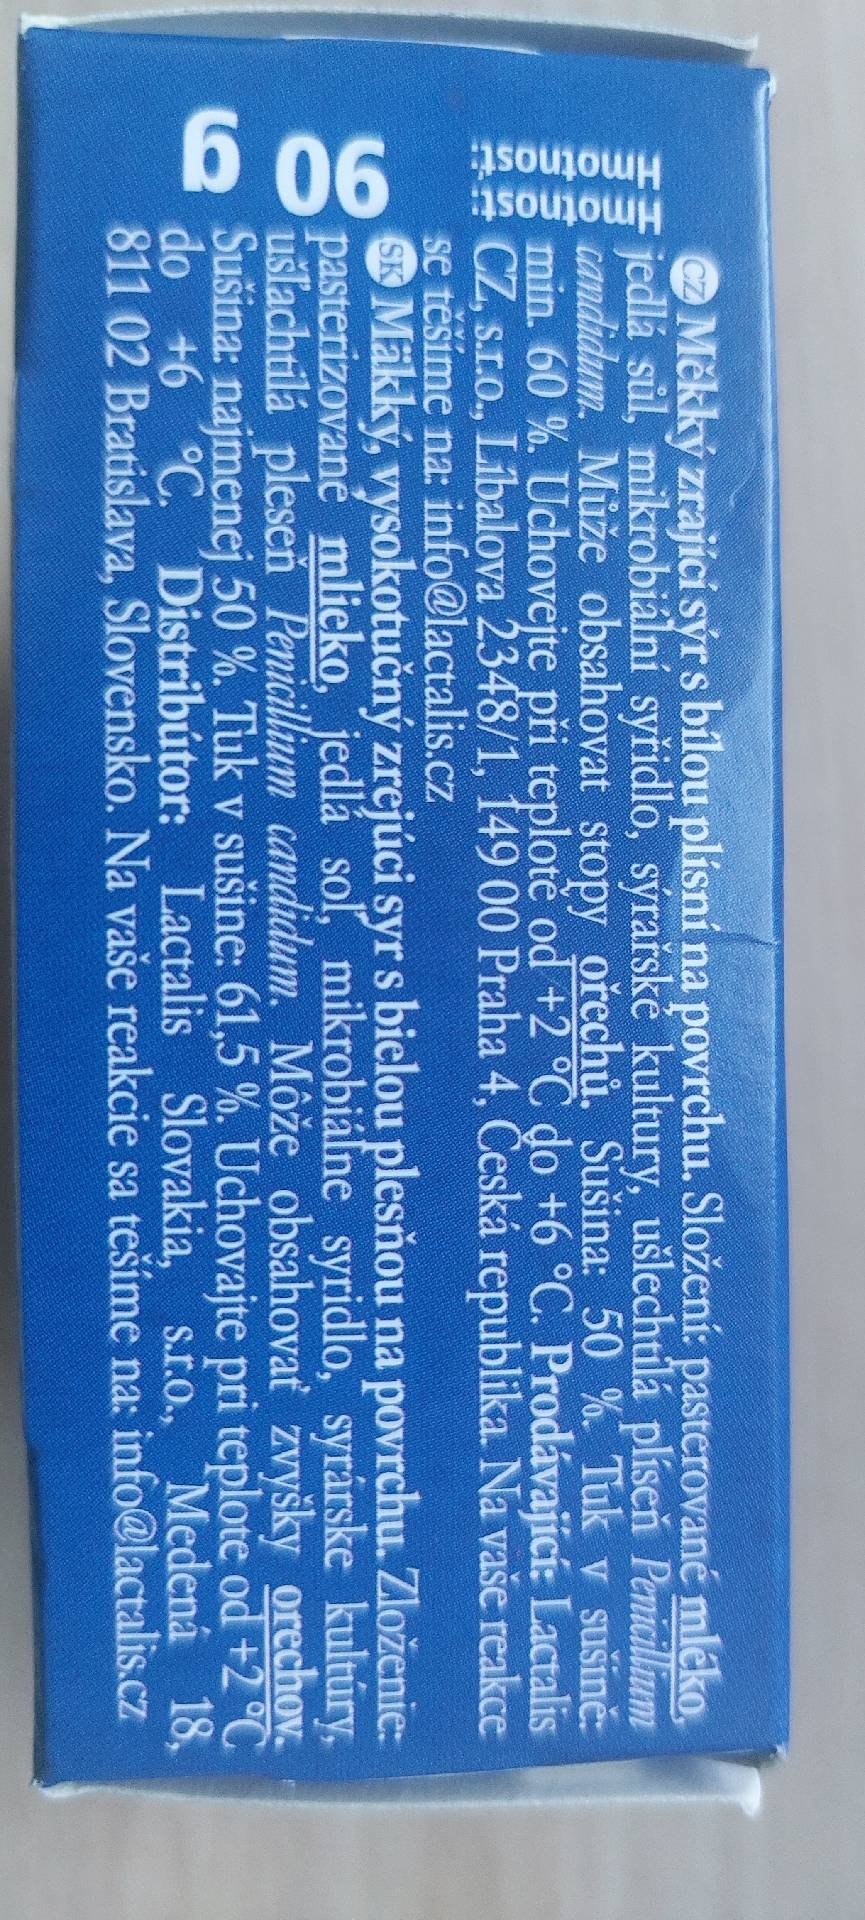 CZ Měkký zrající sýr s bílou plísní na povrchu. Složení: pasterované mléko,
jedlá sůl, mikrobiální syřidlo, sýrařské kultury, ušlechtilá plíseň Penicillium
candidum. Může obsahovat stopy ořechů. Sušina: 50 %. Tuk v sušině:
min. 60 %. Uchovejte při teplotě od +2 °C do +6 °C. Prodávající: Lactalis
CZ, s.r.o., Líbalova 2348/1, 149 00 Praha 4, Česká republika. Na vaše reakce
se těšíme na: info@lactalis.cz
SK Mäkký, vysokotučný zrejúci syr s bielou plesňou na povrchu. Zloženie:
pasterizované mlieko, jedlá soľ, mikrobiálne syridlo, syrárske kultúry,
ušľachtilá pleseň Penicillium candidum. Môže obsahovať zvyšky orechov.
Sušina: najmenej 50 %. Tuk v sušine: 61,5 %. Uchovajte pri teplote od +2 °C
do +6 °C. Distribútor: Lactalis Slovakia, s.r.o., Medená 18,
811 02 Bratislava, Slovensko. Na vaše reakcie sa tešíme na: info@lactalis.cz
Hmotnost:
Hmotnosť:
90 g